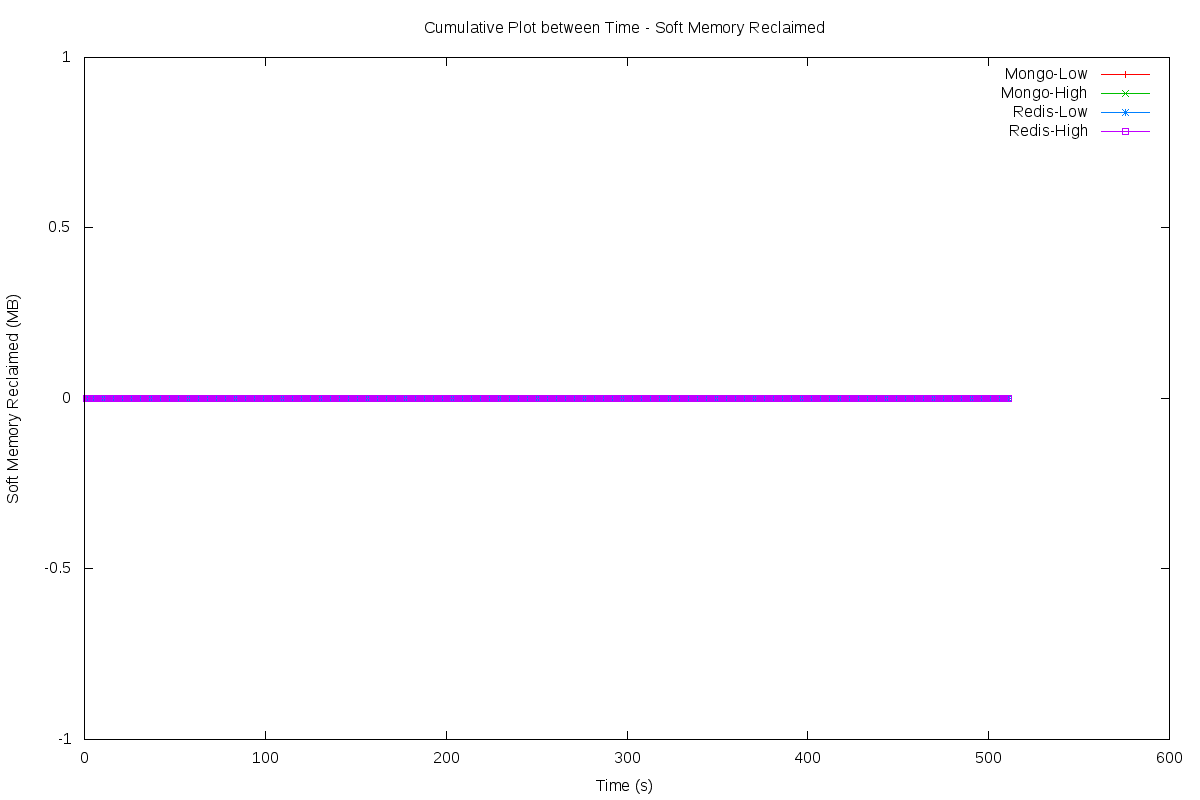 Cumulative Plot between Time - Soft Memory Reclaimed
Mongo-Low
Mongo-High
Redis-Low
Redis-High
1
0.5
0
-0.5
-1
Soft Memory Reclaimed (MB)
0 100 200 300 400 500 600
Time (s)